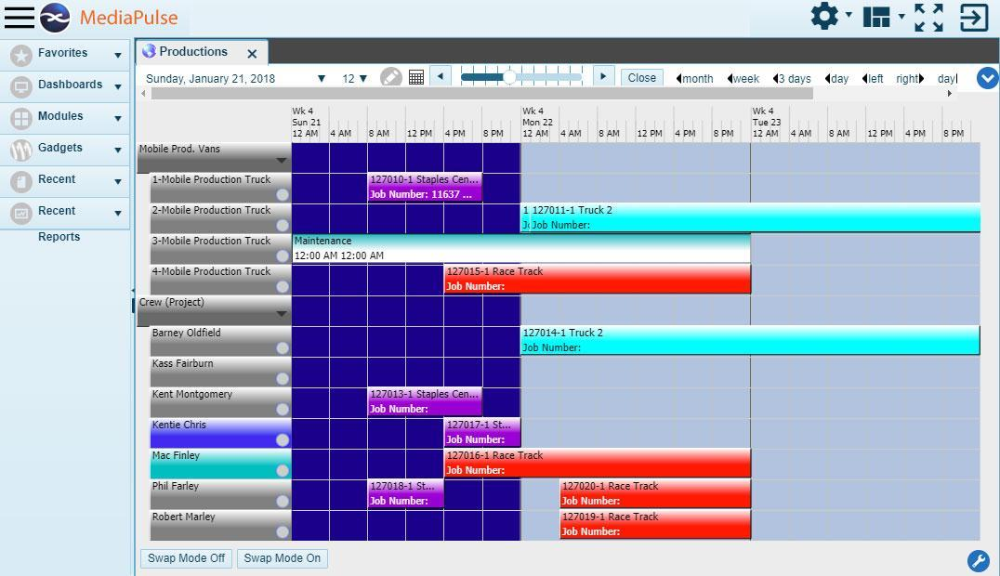 MediaPulse
Favorites
Dashboards
Modules
Gadgets
Recent
Recent
Reports
Productions
Sunday, January 21, 2018 12 Close month week 3 days day left right day
Wk 4 Wk 4 Wk 4
Sun 21 Mon 22 Tue 23
12 AM 4 AM 8 AM 12 PM 4 PM 8 PM 12 AM 4 AM 8 AM 12 PM 4 PM 8 PM 12 AM 4 AM 8 AM 12 PM 4 PM 8 PM
Mobile Prod. Vans
1-Mobile Production Truck 127010-1 Staples Cen...
Job Number: 11637 ...
2-Mobile Production Truck 1 127011-1 Truck 2
Job Number:
3-Mobile Production Truck Maintenance
12:00 AM 12:00 AM
4-Mobile Production Truck 127015-1 Race Track
Job Number:
Crew (Project)
Barney Oldfield 127014-1 Truck 2
Job Number:
Kass Fairburn
Kent Montgomery 127013-1 Staples Cen...
Job Number:
Kentie Chris 127017-1 St...
Job Number:
Mac Finley 127016-1 Race Track
Job Number:
Phil Farley 127018-1 St... 127020-1 Race Track
Job Number: Job Number:
Robert Marley 127019-1 Race Track
Job Number:
Swap Mode Off Swap Mode On